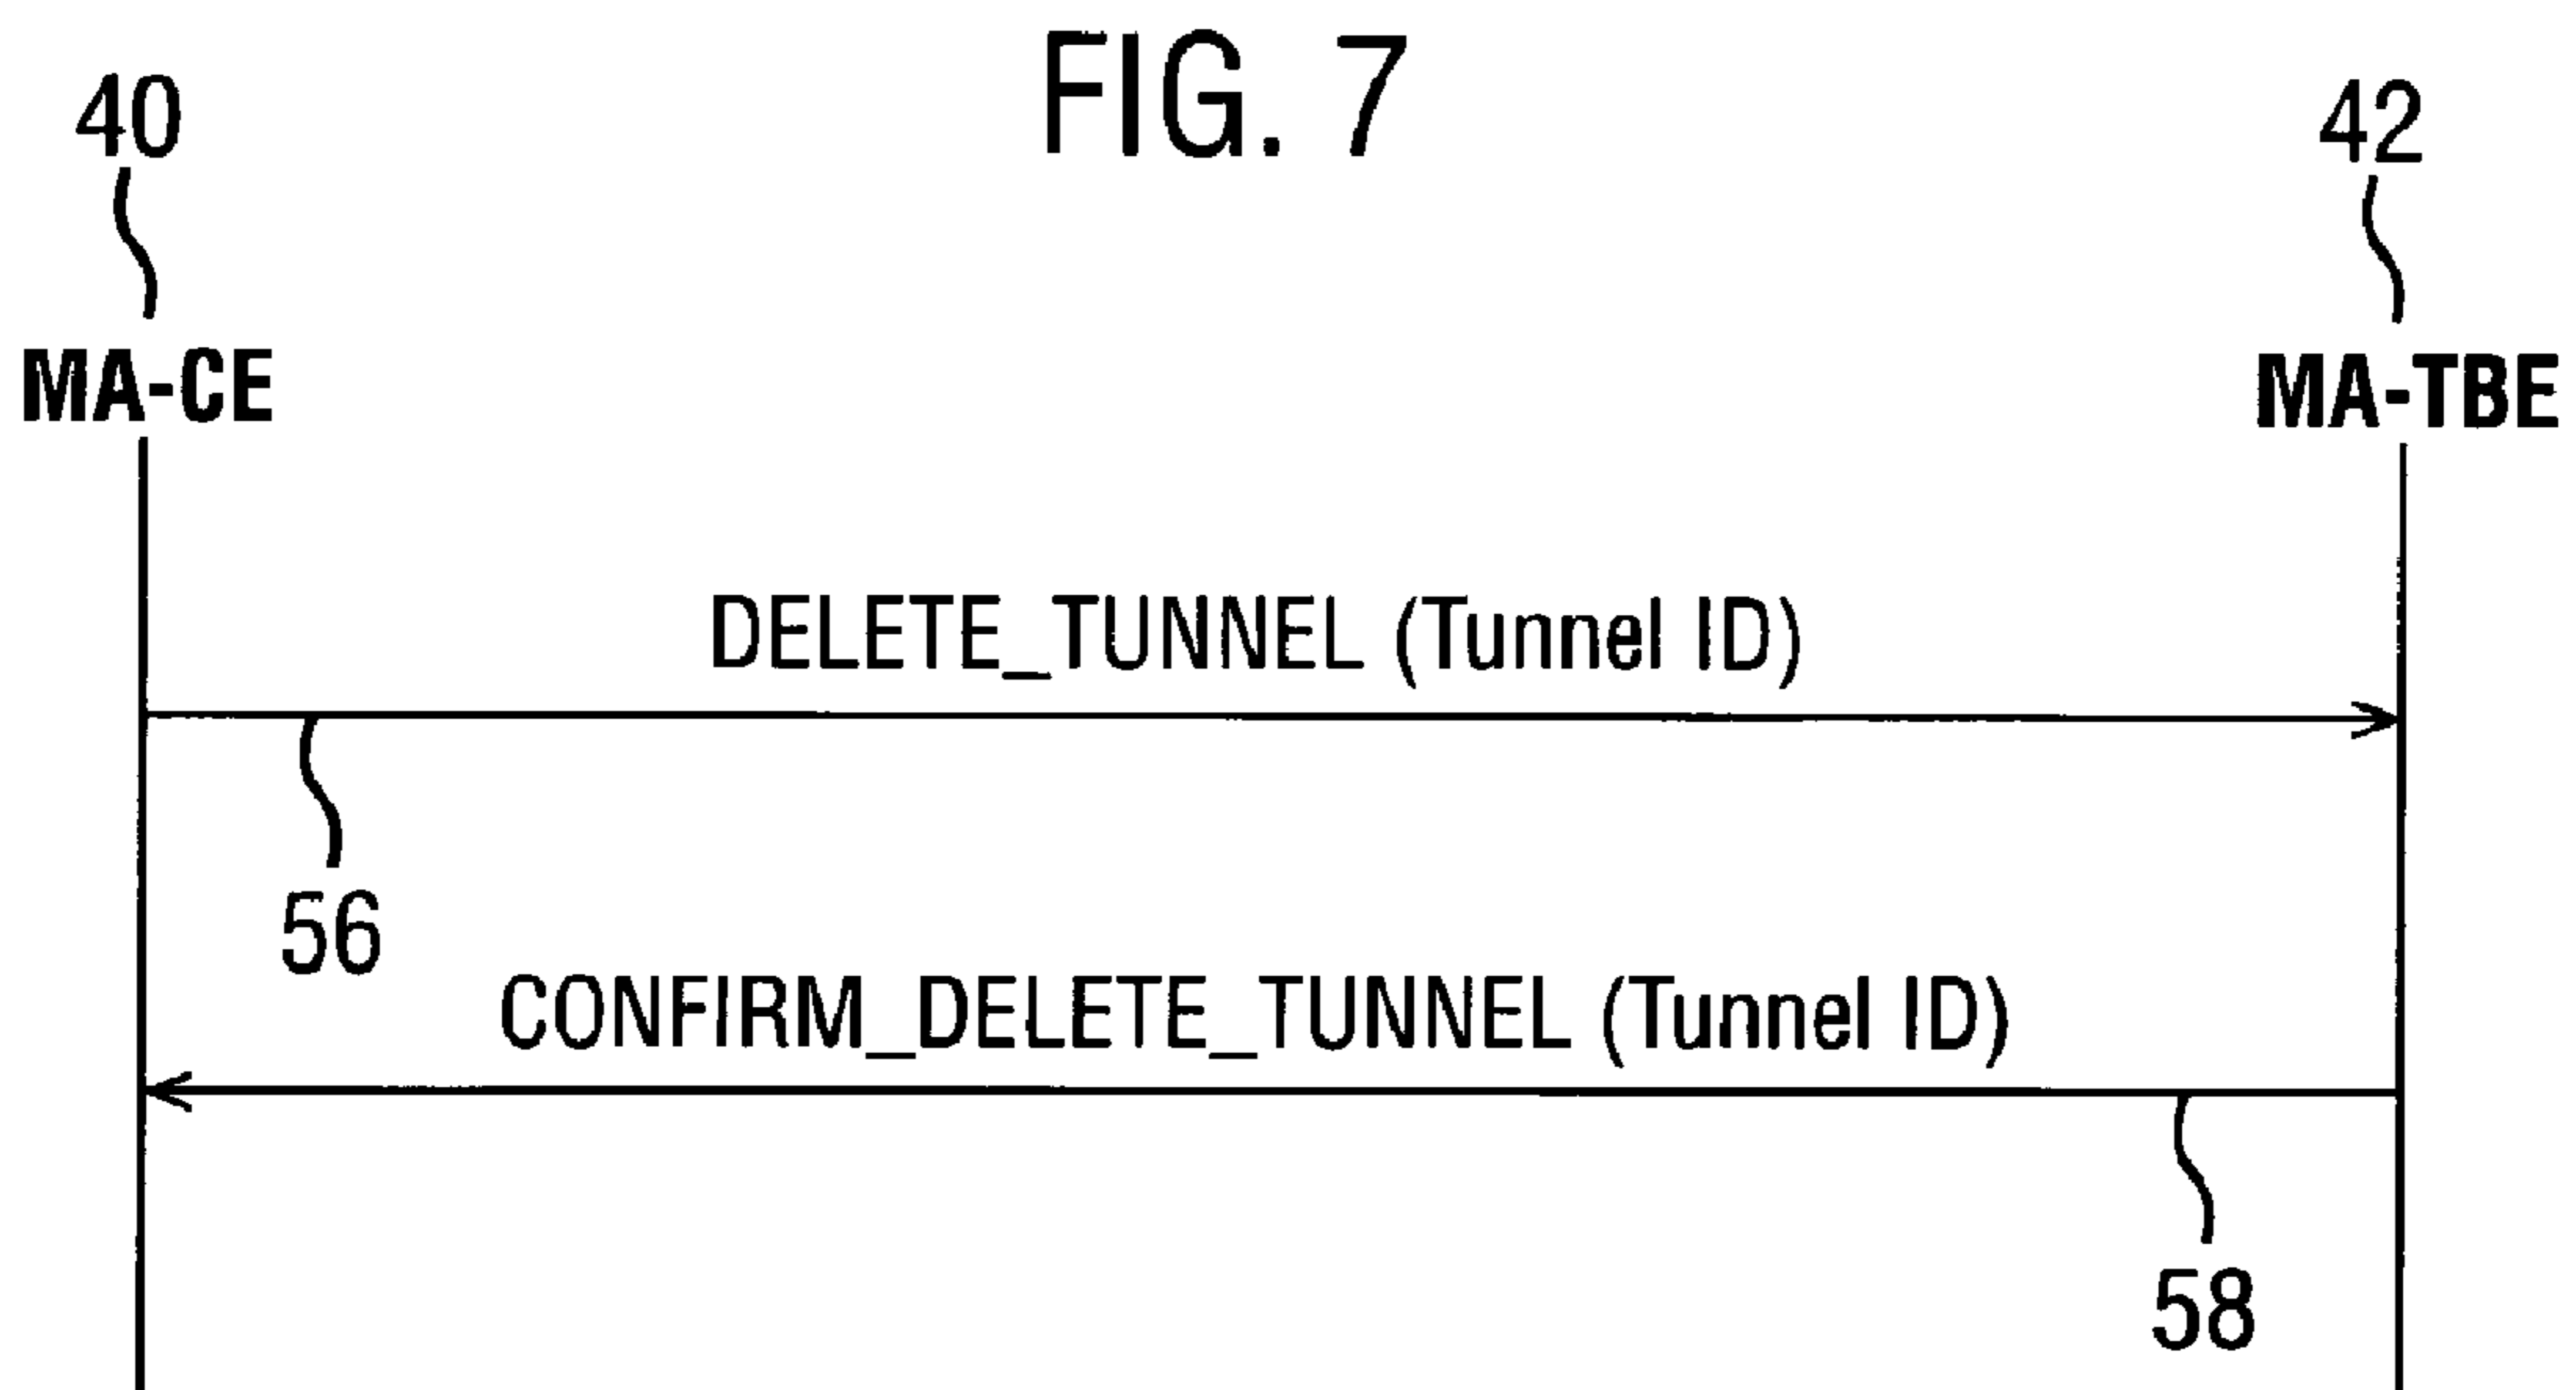 FIG. 7
40
42
MA-CE
MA-TBE
DELETE_TUNNEL (Tunnel ID)
56
CONFIRM_DELETE_TUNNEL (Tunnel ID)
58